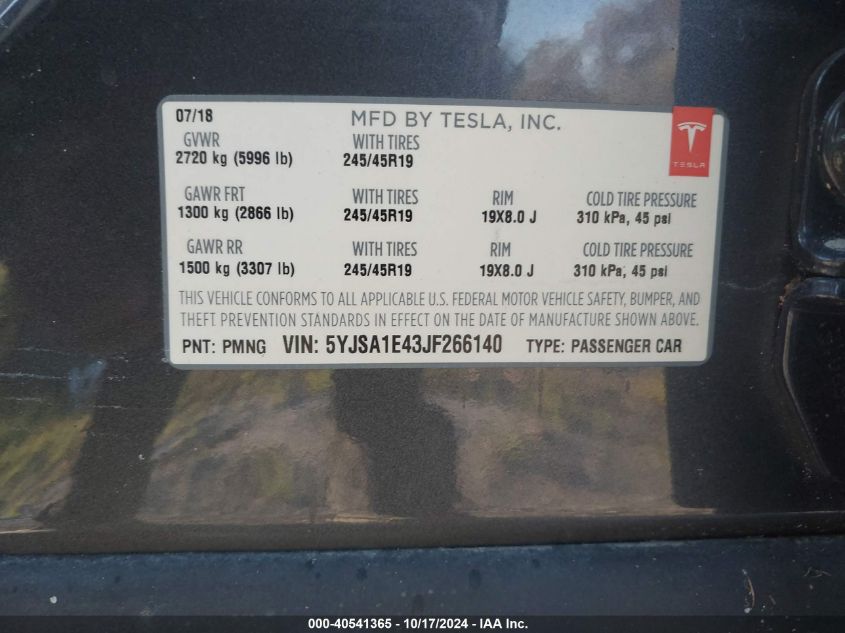 07/18 MFD BY TESLA, INC.
GVWR WITH TIRES
2720 kg (5996 lb) 245/45R19
TESLA
GAWR FRT WITH TIRES RIM COLD TIRE PRESSURE
1300 kg (2866 lb) 245/45R19 19X8.0 J 310 kPa, 45 psi
GAWR RR WITH TIRES RIM COLD TIRE PRESSURE
1500 kg (3307 lb) 245/45R19 19X8.0 J 310 kPa, 45 psi
THIS VEHICLE CONFORMS TO ALL APPLICABLE U.S. FEDERAL MOTOR VEHICLE SAFETY, BUMPER, AND
THEFT PREVENTION STANDARDS IN EFFECT ON THE DATE OF MANUFACTURE SHOWN ABOVE.
PNT: PMNG VIN: 5YJSA1E43JF266140 TYPE: PASSENGER CAR
000-40541365 - 10/17/2024 - IAA Inc.